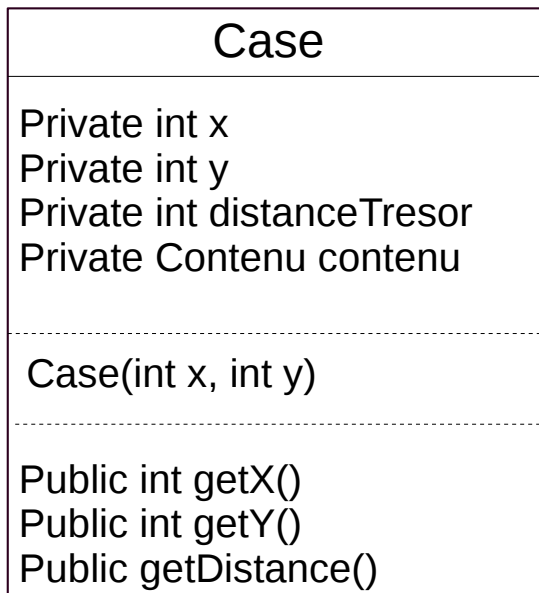 Case
Private int x
Private int y
Private int distanceTresor
Private Contenu contenu
Case(int x, int y)
Public int getX()
Public int getY()
Public getDistance()